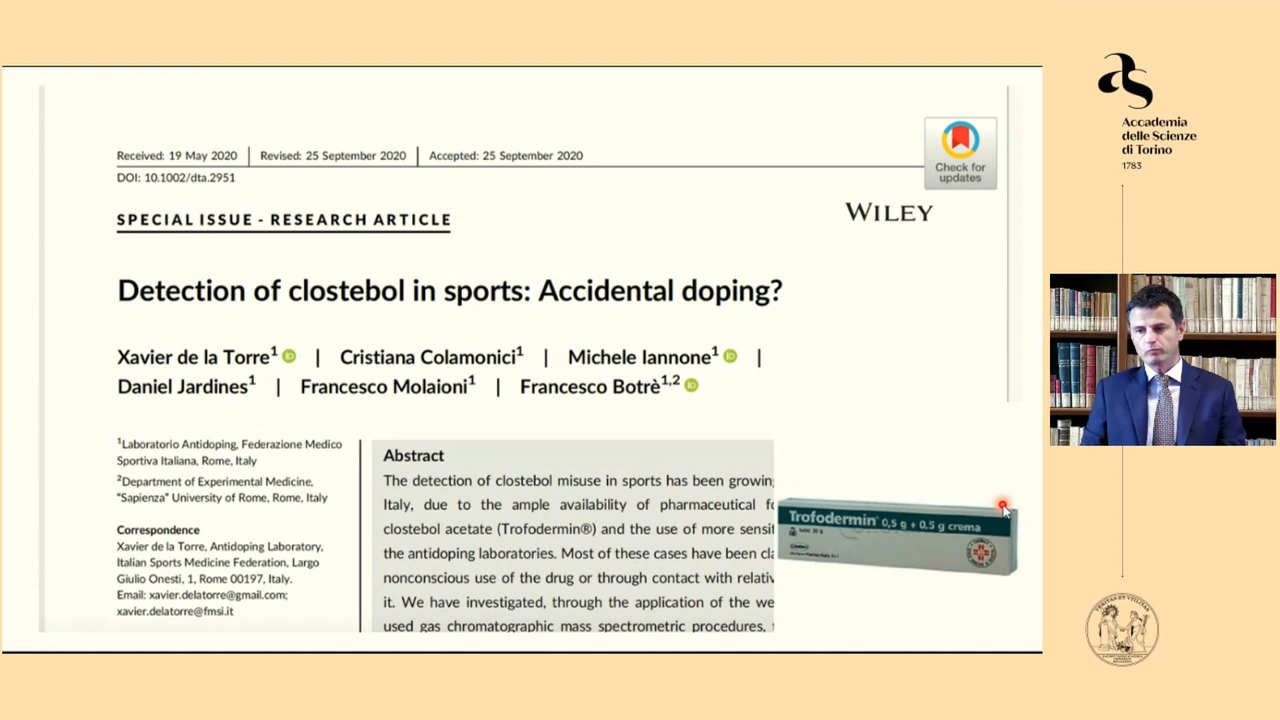 Received: 19 May 2020 | Revised: 25 September 2020 | Accepted: 25 September 2020
DOI: 10.1002/dta.2951
Check for
updates
WILEY
SPECIAL ISSUE - RESEARCH ARTICLE
Detection of clostebol in sports: Accidental doping?
Xavier de la Torre1 iD | Cristiana Colamonici1 | Michele Iannone1 iD |
Daniel Jardines1 | Francesco Molaioni1 | Francesco Botrè1,2 iD
1Laboratorio Antidoping, Federazione Medico
Sportiva Italiana, Rome, Italy
2Department of Experimental Medicine,
"Sapienza" University of Rome, Rome, Italy
Correspondence
Xavier de la Torre, Antidoping Laboratory,
Italian Sports Medicine Federation, Largo
Giulio Onesti, 1, Rome 00197, Italy.
Email: xavier.delatorre@gmail.com;
xavier.delatorre@fmsi.it
Abstract
The detection of clostebol misuse in sports has been growin
Italy, due to the ample availability of pharmaceutical fo
clostebol acetate (Trofodermin®) and the use of more sensit
the antidoping laboratories. Most of these cases have been cla
nonconscious use of the drug or through contact with relativ
it. We have investigated, through the application of the we
used gas chromatographic mass spectrometric procedures,
Trofodermin® 0,5 g + 0,5 g crema
Accademia
delle Scienze
di Torino
1783